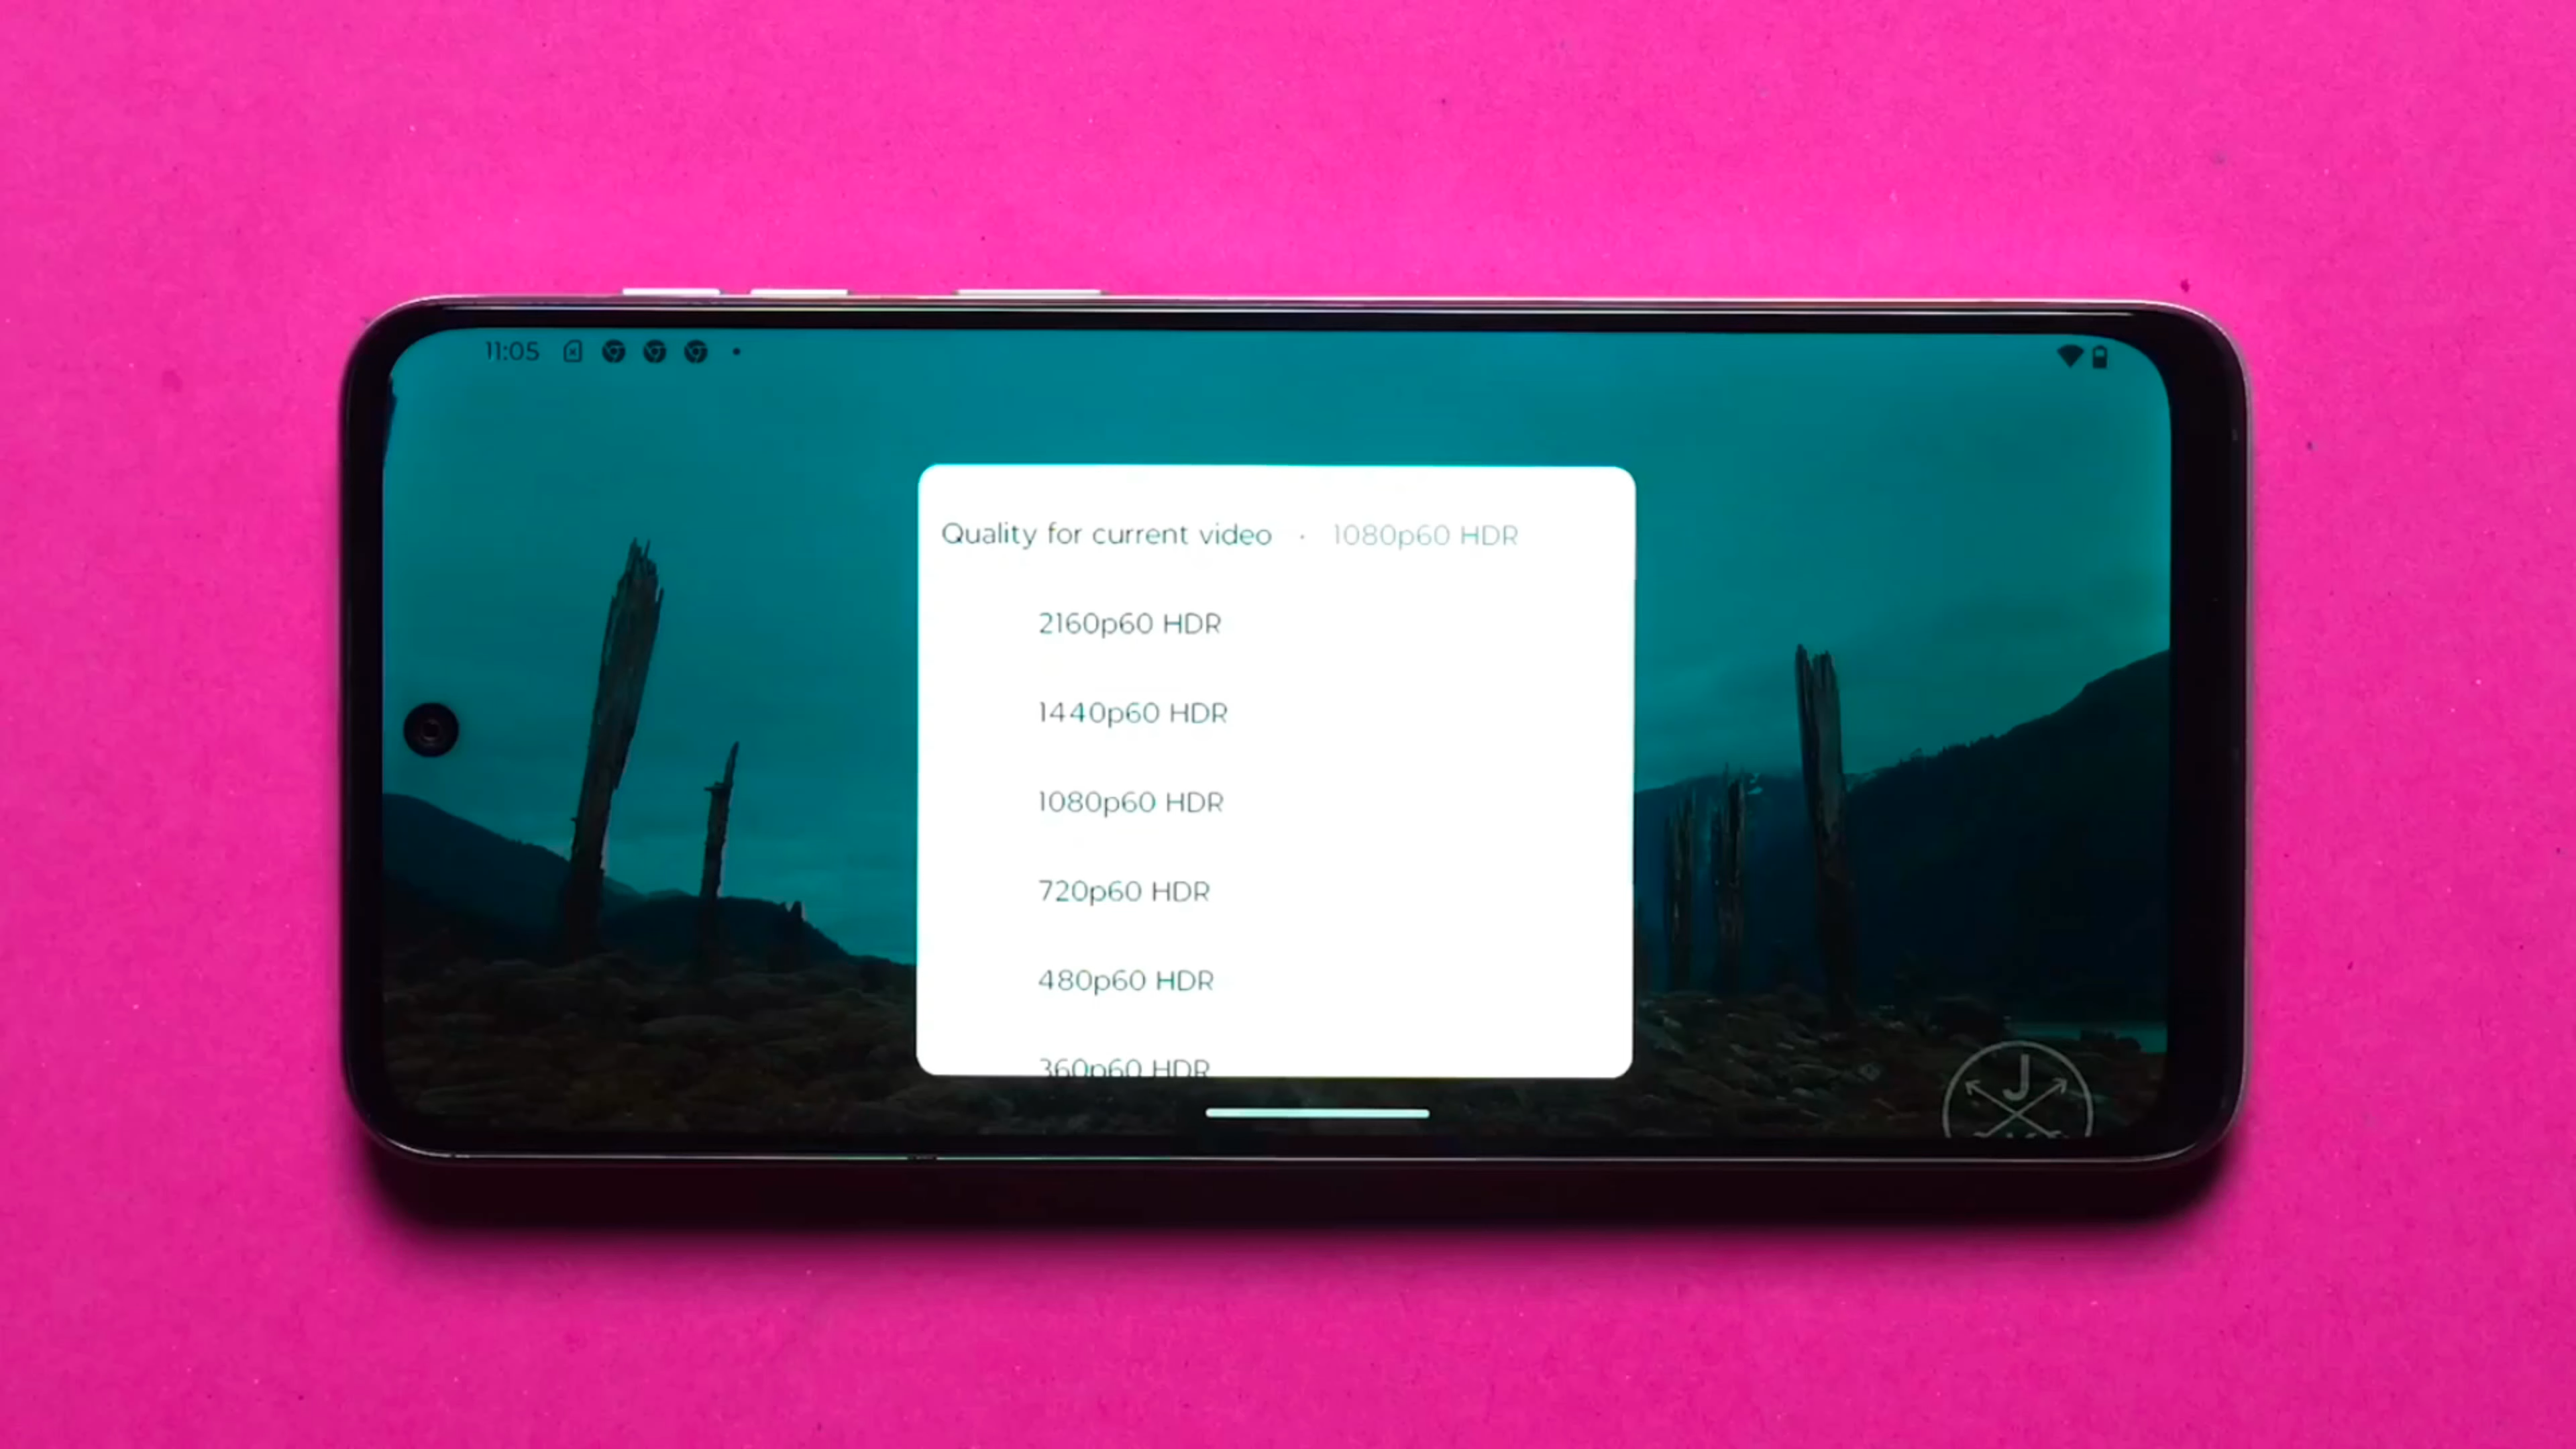 11:05
Quality for current video • 1080p60 HDR
2160p60 HDR
1440p60 HDR
1080p60 HDR
720p60 HDR
480p60 HDR
360p60 HDR
J